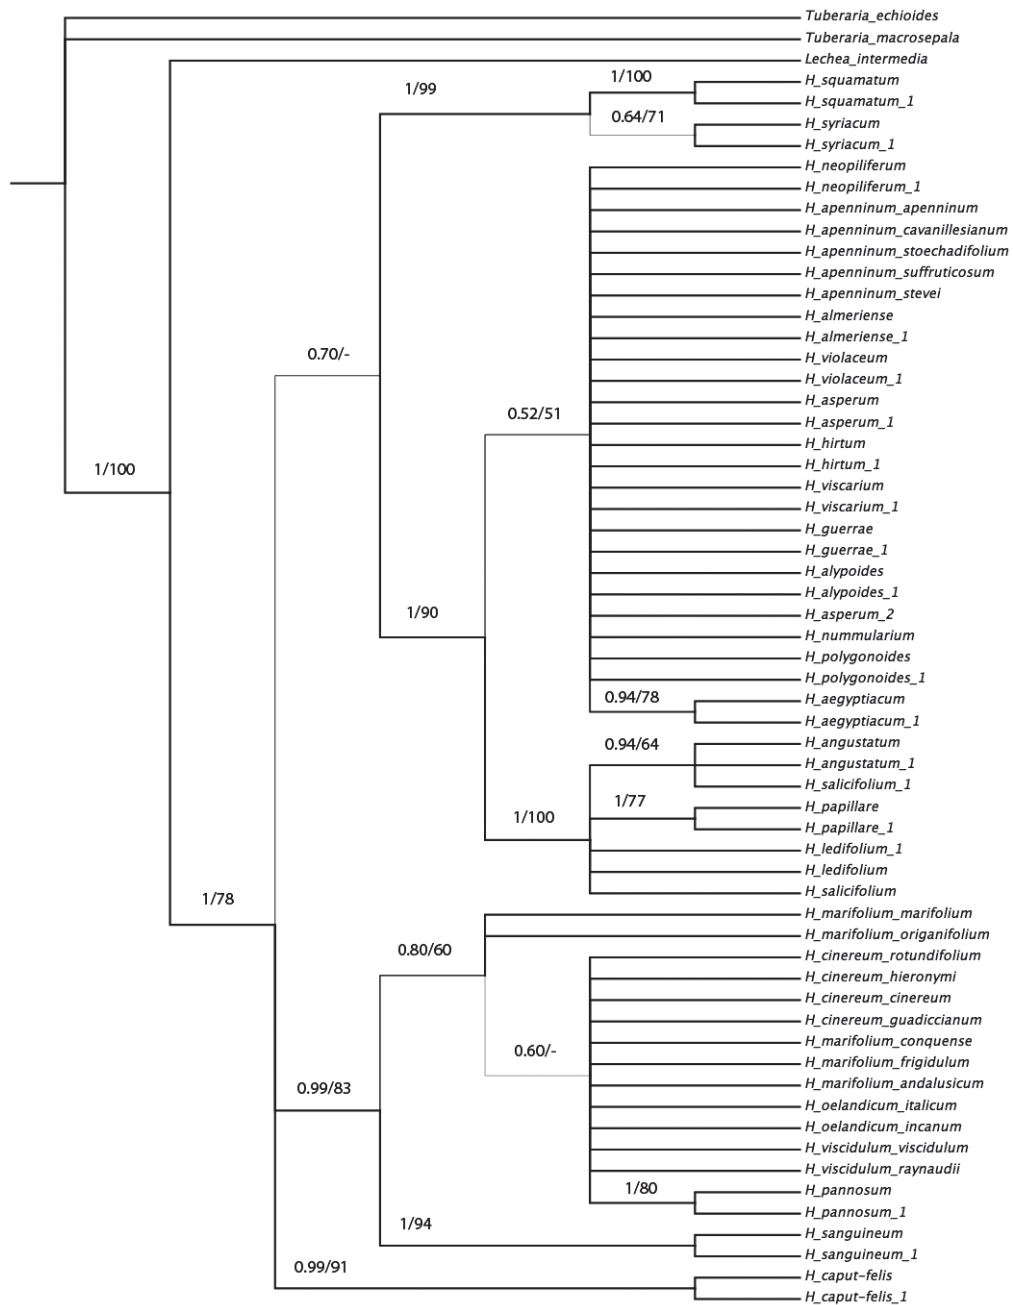 Tuberaria_echioides
Tuberaria_macrosepala
Lechea_intermedia
1/100
H_squamatum
1/99
H_squamatum_1
0.64/71
H_syriacum
H_syriacum_1
H_neopiliferum
H_neopiliferum_1
H_apenninum_apenninum
H_apenninum_cavanillesianum
H_apenninum_stoechadifolium
H_apenninum_suffruticosum
H_apenninum_stevei
H_almeriense
H_almeriense_1
0.70/-
H_violaceum
H_violaceum_1
H_asperum
0.52/51
H_asperum_1
H_hirtum
1/100
H_hirtum_1
H_viscarium
H_viscarium_1
H_guerrae
H_guerrae_1
H_alypoides
H_alypoides_1
1/90
H_asperum_2
H_nummularium
H_polygonoides
H_polygonoides_1
0.94/78
H_aegyptiacum
H_aegyptiacum_1
0.94/64
H_angustatum
H_angustatum_1
H_salicifolium_1
1/77
H_papillare
1/100
H_papillare_1
H_ledifolium_1
H_ledifolium
H_salicifolium
1/78
H_marifolium_marifolium
H_marifolium_origanifolium
0.80/60
H_cinereum_rotundifolium
H_cinereum_hieronymi
H_cinereum_cinereum
H_cinereum_guadiccianum
H_marifolium_conquense
0.60/-
H_marifolium_frigidulum
H_marifolium_andalusicum
0.99/83
H_oelandicum_italicum
H_oelandicum_incanum
H_viscidulum_viscidulum
H_viscidulum_raynaudii
1/80
H_pannosum
H_pannosum_1
1/94
H_sanguineum
H_sanguineum_1
0.99/91
H_caput-felis
H_caput-felis_1